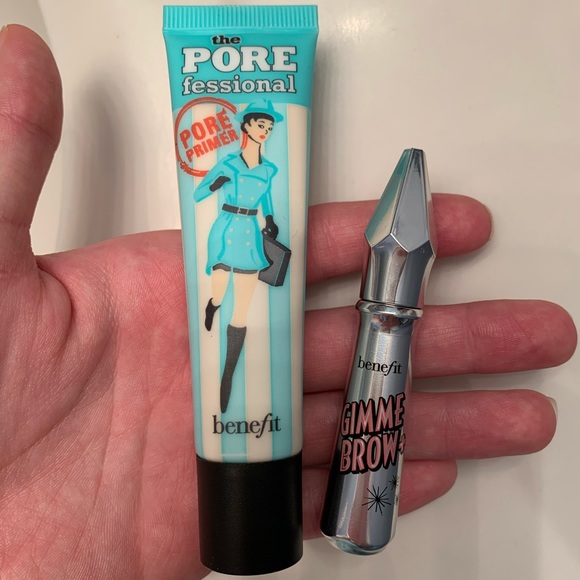 the
PORE
fessional
PORE
PRIMER
benefit
benefit
GIMME
BROW+